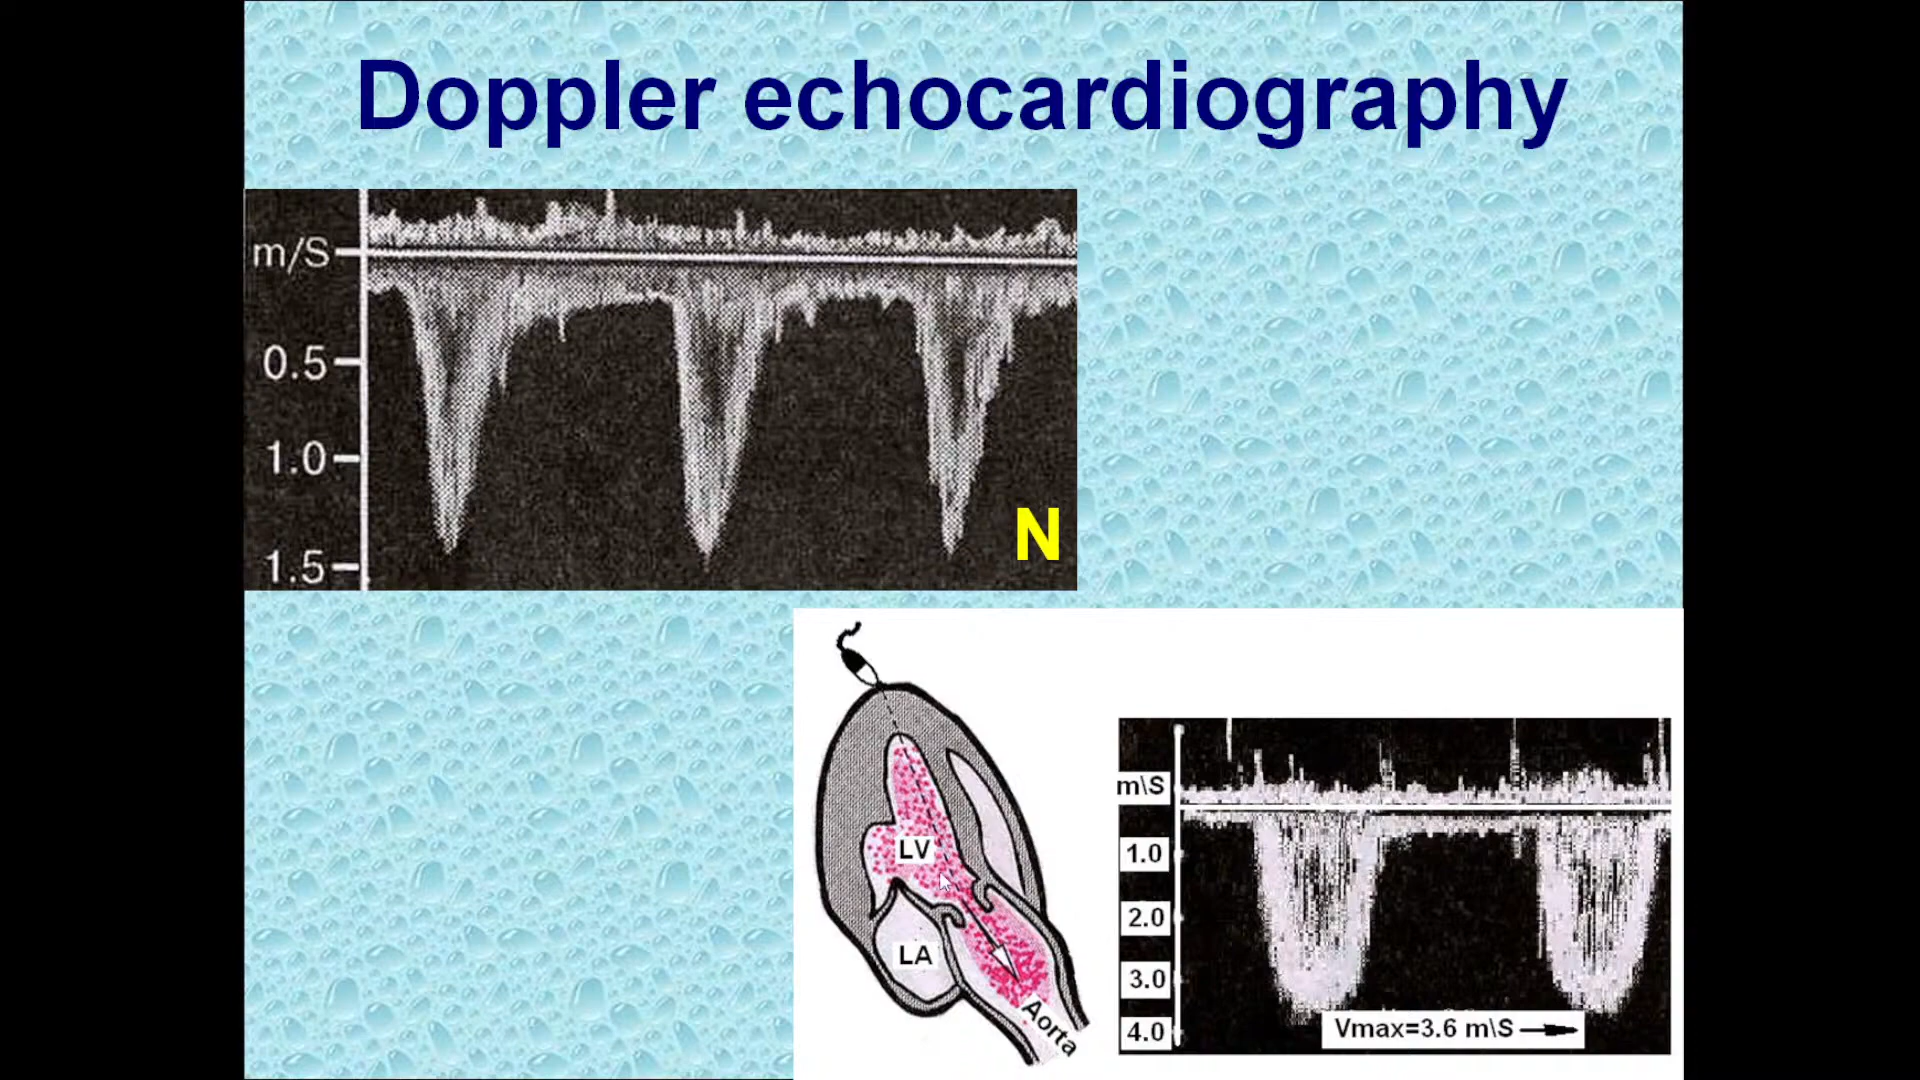 Doppler echocardiography
m/S
0.5
1.0
1.5
N
LV
LA
Aorta
m\S
1.0
2.0
3.0
4.0
Vmax=3.6 m\S